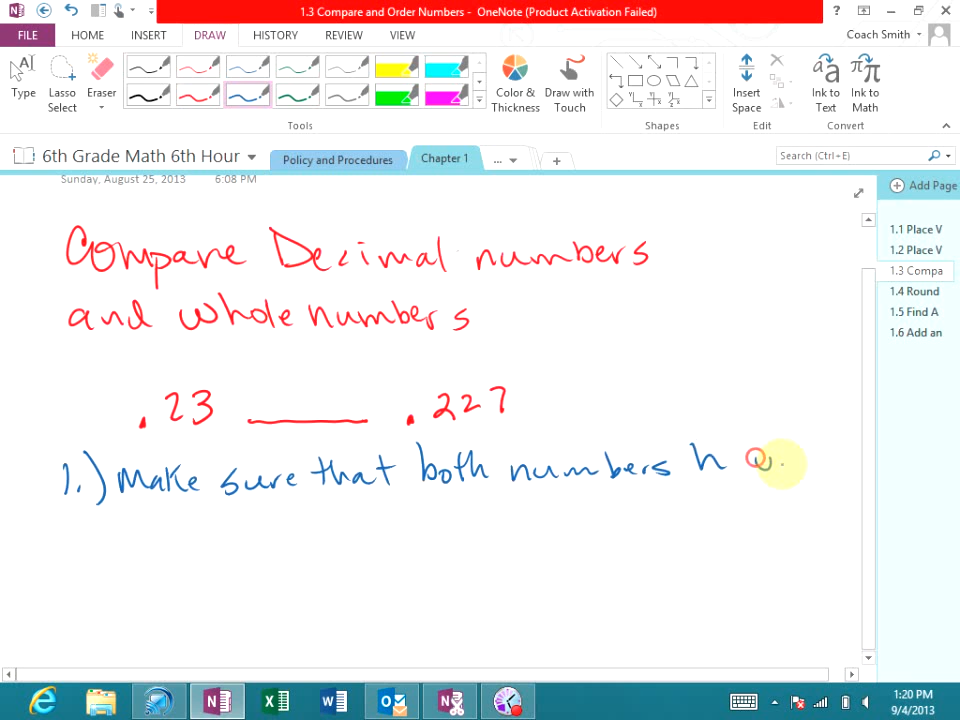 1.3 Compare and Order Numbers - OneNote (Product Activation Failed)
?
FILE HOME INSERT DRAW HISTORY REVIEW VIEW
Coach Smith
Type
Lasso Select
Eraser
Color & Thickness
Draw with Touch
Insert Space
Ink to Text
Ink to Math
Tools
Shapes
Edit
Convert
6th Grade Math 6th Hour
Policy and Procedures
Chapter 1
...
+
Search (Ctrl+E)
Sunday, August 25, 2013 6:08 PM
Add Page
1.1 Place V
1.2 Place V
1.3 Compa
1.4 Round
1.5 Find A
1.6 Add an
Compare Decimal numbers
and whole numbers
.23 ______ .227
1.) Make sure that both numbers h
1:20 PM
9/4/2013